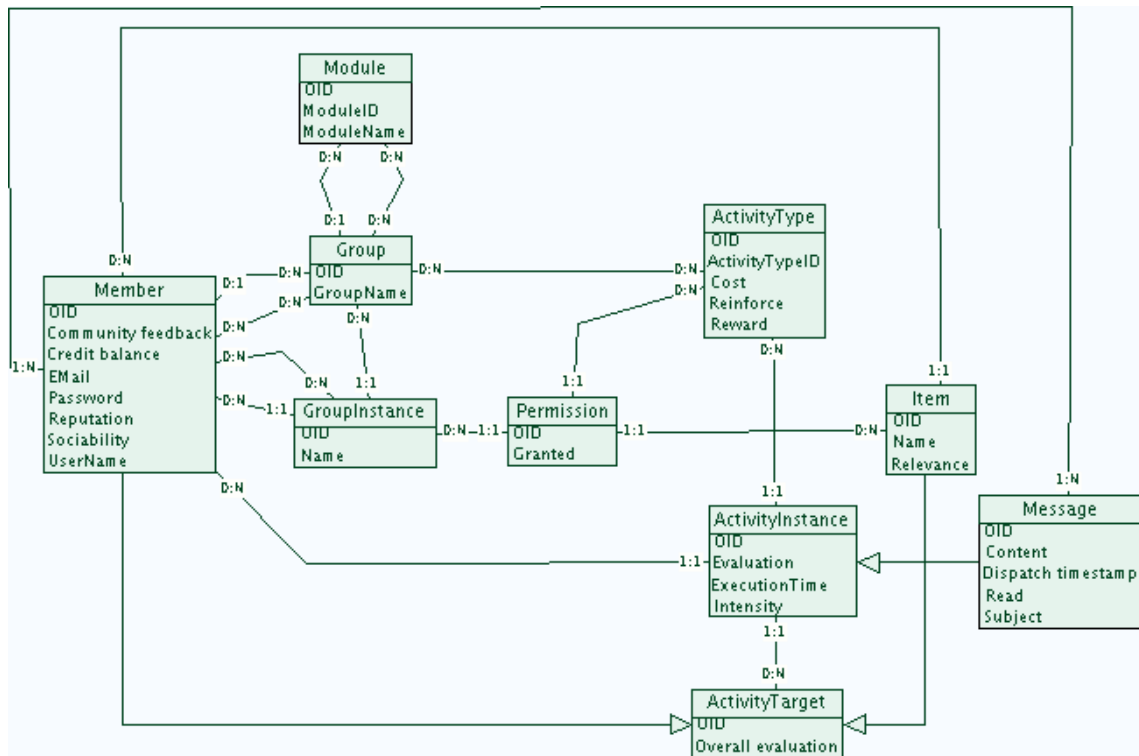 Module
OID
ModuleID
ModuleName
D:N
D:N
D:1
D:N
Group
OID
GroupName
D:N
D:N
D:N
D:N
ActivityType
OID
ActivityTypeID
Cost
Reinforce
Reward
D:N
D:N
D:N
D:N
Member
OID
Community feedback
Credit balance
EMail
Password
Reputation
Sociability
UserName
D:1
D:N
D:N
D:N
D:N
1:N
D:N
1:1
1:1
GroupInstance
OID
Name
D:N
1:1
1:1
Permission
OID
Granted
1:1
D:N
1:1
Item
OID
Name
Relevance
1:1
1:1
ActivityInstance
OID
Evaluation
ExecutionTime
Intensity
1:1
1:N
Message
OID
Content
Dispatch timestamp
Read
Subject
D:N
ActivityTarget
OID
Overall evaluation